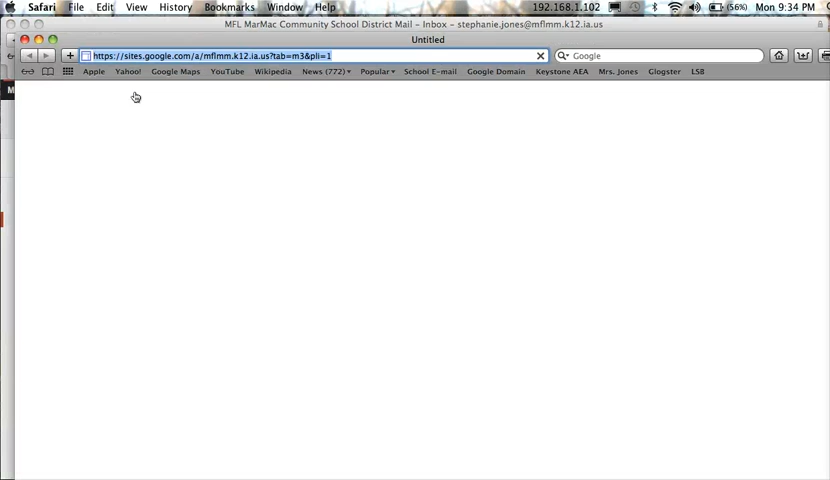 Safari File Edit View History Bookmarks Window Help 192.168.1.102 (56%) Mon 9:34 PM
MFL MarMac Community School District Mail – Inbox – stephanie.jones@mflmm.k12.ia.us
Untitled
https://sites.google.com/a/mflmm.k12.ia.us?tab=m3&pli=1 Google
Apple Yahoo! Google Maps YouTube Wikipedia News (772) Popular School E-mail Google Domain Keystone AEA Mrs. Jones Glogster LSB
M